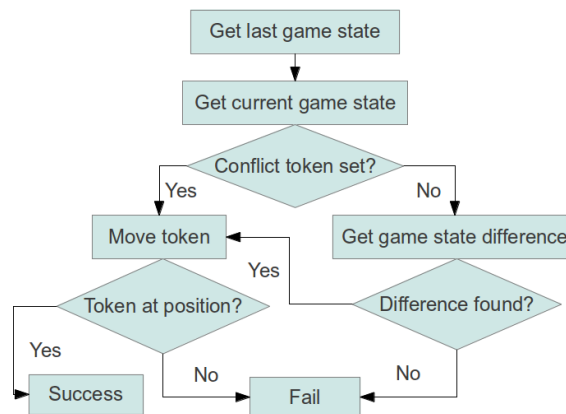 Get last game state
Get current game state
Conflict token set?
Yes
No
Move token
Get game state difference
Yes
Token at position?
Difference found?
Yes
No
No
Success
Fail